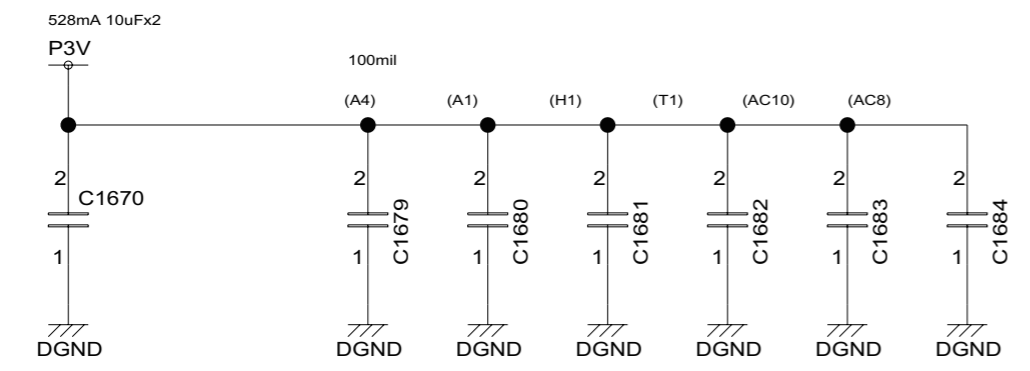 528mA 10uFx2
P3V
100mil
(A4) (A1) (H1) (T1) (AC10) (AC8)
2 2 2 2 2 2 2
C1670 C1679 C1680 C1681 C1682 C1683 C1684
1 1 1 1 1 1 1
DGND DGND DGND DGND DGND DGND DGND